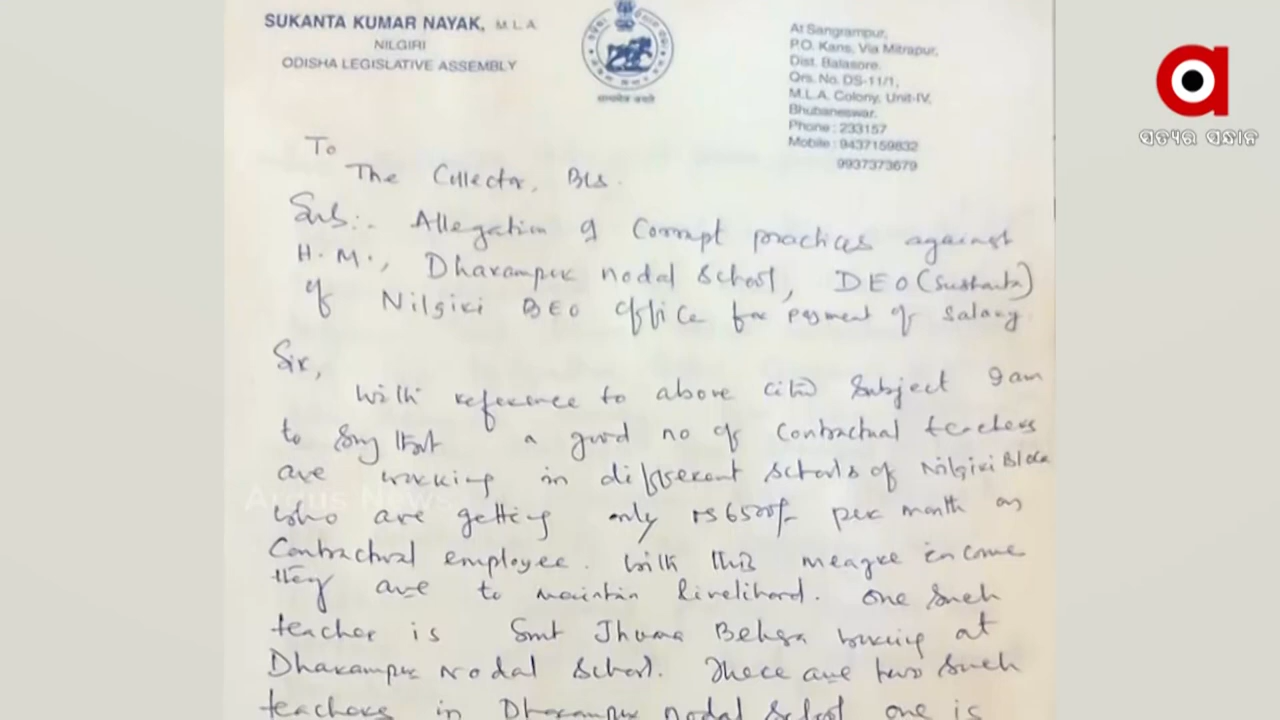 SUKANTA KUMAR NAYAK, M.L.A.
NILGIRI
ODISHA LEGISLATIVE ASSEMBLY
At Sangrampur,
P.O. Kans, Via Mitrapur,
Dist. Balasore.
Qrs. No. DS-11/1,
M.L.A. Colony, Unit-IV,
Bhubaneswar.
Phone : 233157
Mobile : 9437159832
9937373679
ସତ୍ୟର ସନ୍ଧାନ
To
The Collector, Bls.
Sub:- Allegation of Corrupt practices against
H.M., Dharampur nodal School, DEO (Sushanta)
of Nilgiri BEO office for payment of salary.
Sir,
With reference to above cited Subject I am
to say that a good no of Contractual teachers
are working in different schools of Nilgiri Block
who are getting only rs 6500/- per month as
Contractual employee. With this meagre income
they are to maintain livelihood. One such
teacher is Smt Jhuma Behera working at
Dharampur nodal School. There are two such
teachers in Dharampur nodal School one is
Argus News